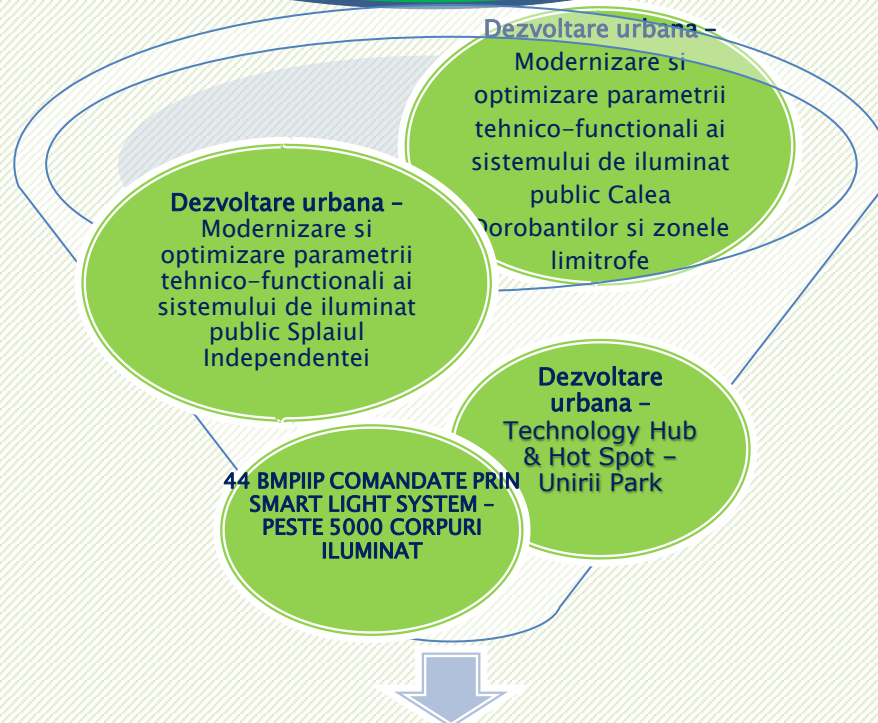 Dezvoltare urbana –
Modernizare si
optimizare parametrii
tehnico-functionali ai
sistemului de iluminat
public Calea
Dorobantilor si zonele
limitrofe
Dezvoltare urbana –
Modernizare si
optimizare parametrii
tehnico-functionali ai
sistemului de iluminat
public Splaiul
Independentei
Dezvoltare
urbana –
Technology Hub
& Hot Spot –
Unirii Park
44 BMPIIP COMANDATE PRIN
SMART LIGHT SYSTEM –
PESTE 5000 CORPURI
ILUMINAT